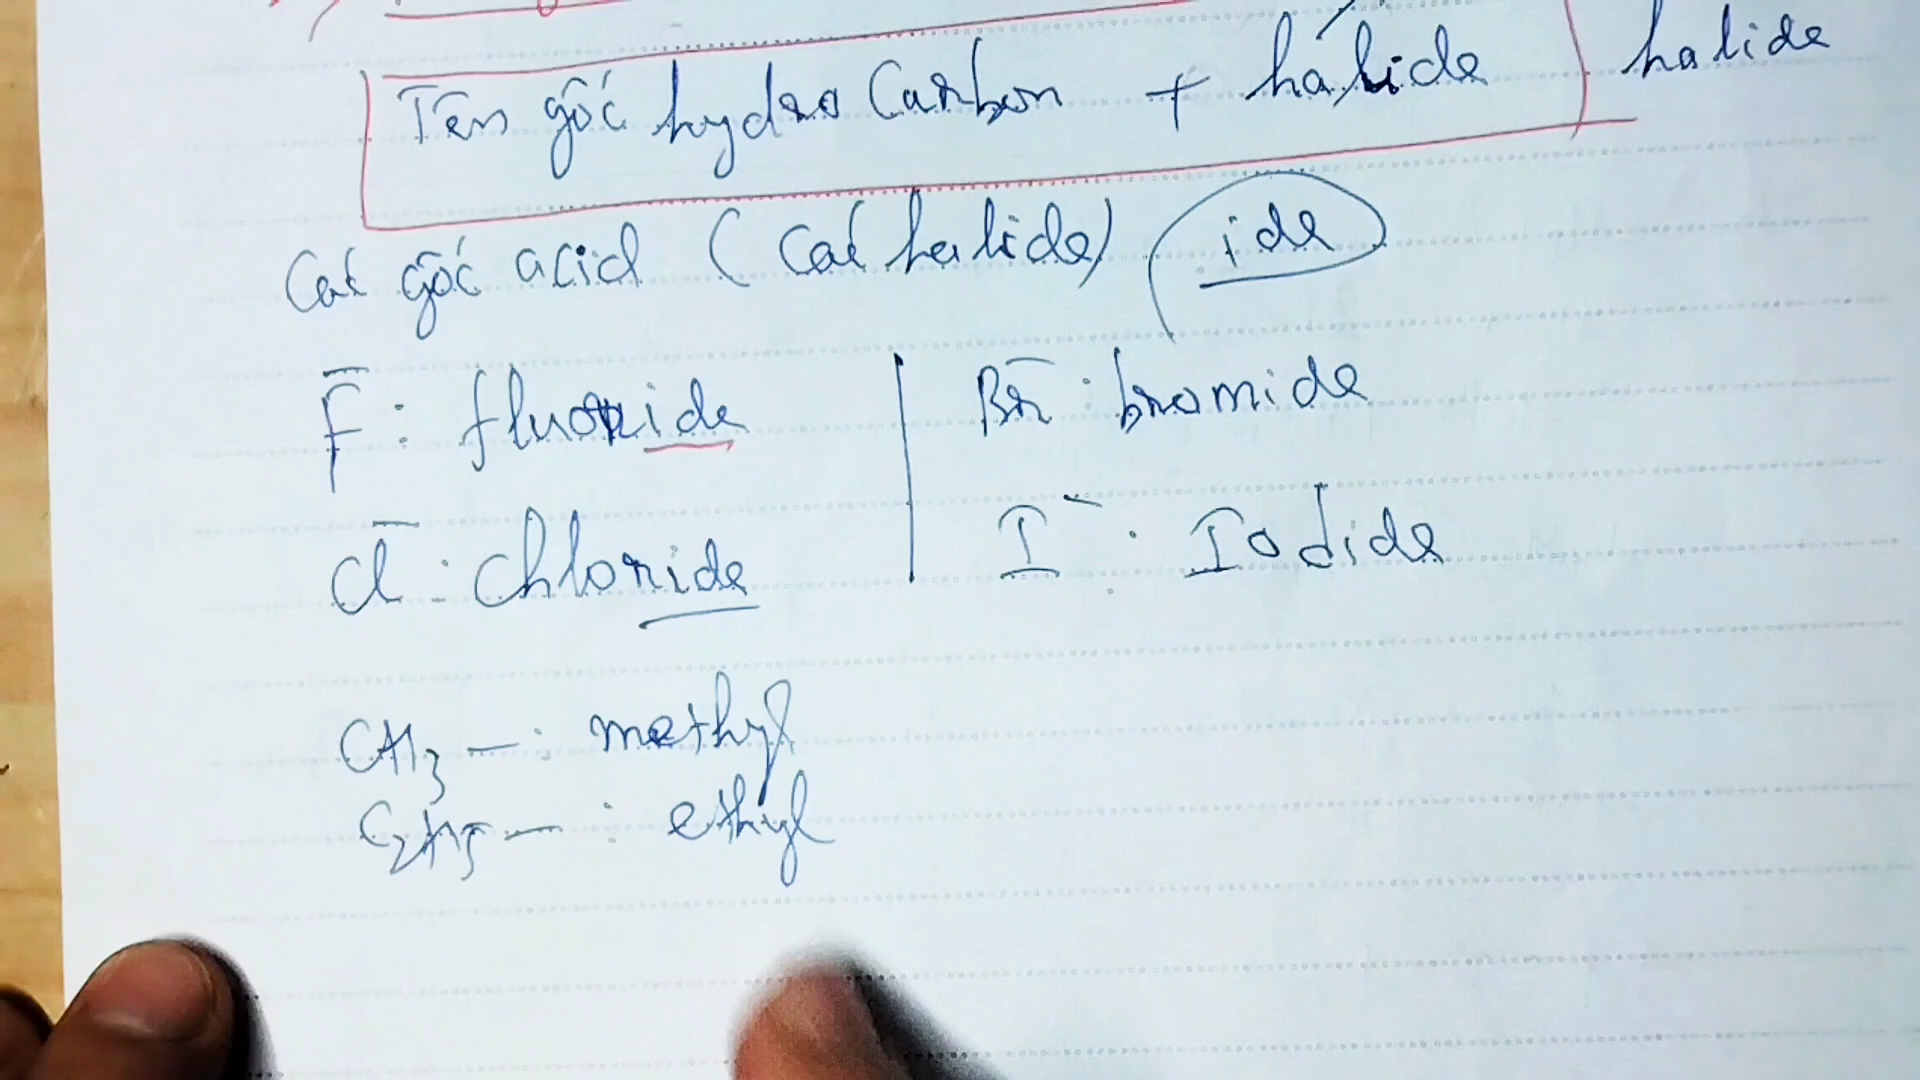 Tên gốc hydro Carbon + halide halide
Các gốc acid (Các halide) ide
F⁻ : fluoride | Br⁻ : bromide
Cl⁻ : Chloride | I⁻ : Iodide
CH₃ — : methyl
C₂H₅ — : ethyl